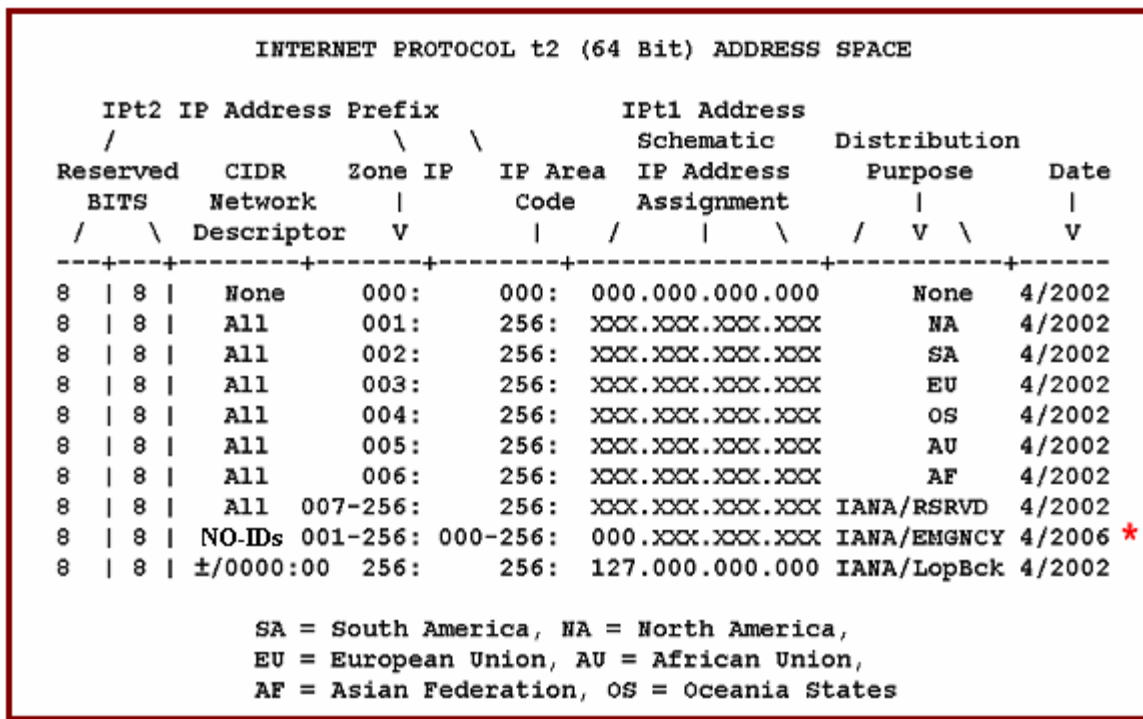 INTERNET PROTOCOL t2 (64 Bit) ADDRESS SPACE
IPt2 IP Address Prefix IPt1 Address
/ \ \ Schematic Distribution
Reserved CIDR Zone IP IP Area IP Address Purpose Date
BITS Network | Code Assignment | |
/ \ Descriptor V | / | \ / V \ V
---+---+--------+-------+--------+----------------+-----------+------
8 | 8 | None 000: 000: 000.000.000.000 None 4/2002
8 | 8 | All 001: 256: XXX.XXX.XXX.XXX NA 4/2002
8 | 8 | All 002: 256: XXX.XXX.XXX.XXX SA 4/2002
8 | 8 | All 003: 256: XXX.XXX.XXX.XXX EU 4/2002
8 | 8 | All 004: 256: XXX.XXX.XXX.XXX OS 4/2002
8 | 8 | All 005: 256: XXX.XXX.XXX.XXX AU 4/2002
8 | 8 | All 006: 256: XXX.XXX.XXX.XXX AF 4/2002
8 | 8 | All 007-256: 256: XXX.XXX.XXX.XXX IANA/RSRVD 4/2002
8 | 8 | NO-IDs 001-256: 000-256: 000.XXX.XXX.XXX IANA/EMGNCY 4/2006 *
8 | 8 | ±/0000:00 256: 256: 127.000.000.000 IANA/LopBck 4/2002
SA = South America, NA = North America,
EU = European Union, AU = African Union,
AF = Asian Federation, OS = Oceania States